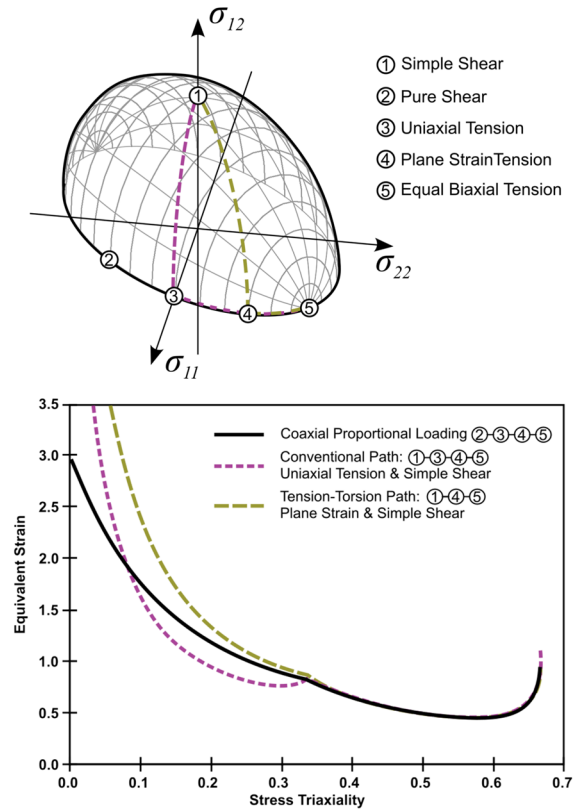 σ12
① Simple Shear
② Pure Shear
③ Uniaxial Tension
④ Plane StrainTension
⑤ Equal Biaxial Tension
①
②
③
④
⑤
σ22
σ11
3.5
3.0
2.5
2.0
1.5
1.0
0.5
0.0
Equivalent Strain
Coaxial Proportional Loading ②-③-④-⑤
Conventional Path: ①-③-④-⑤
Uniaxial Tension & Simple Shear
Tension-Torsion Path: ①-④-⑤
Plane Strain & Simple Shear
0.0 0.1 0.2 0.3 0.4 0.5 0.6 0.7
Stress Triaxiality